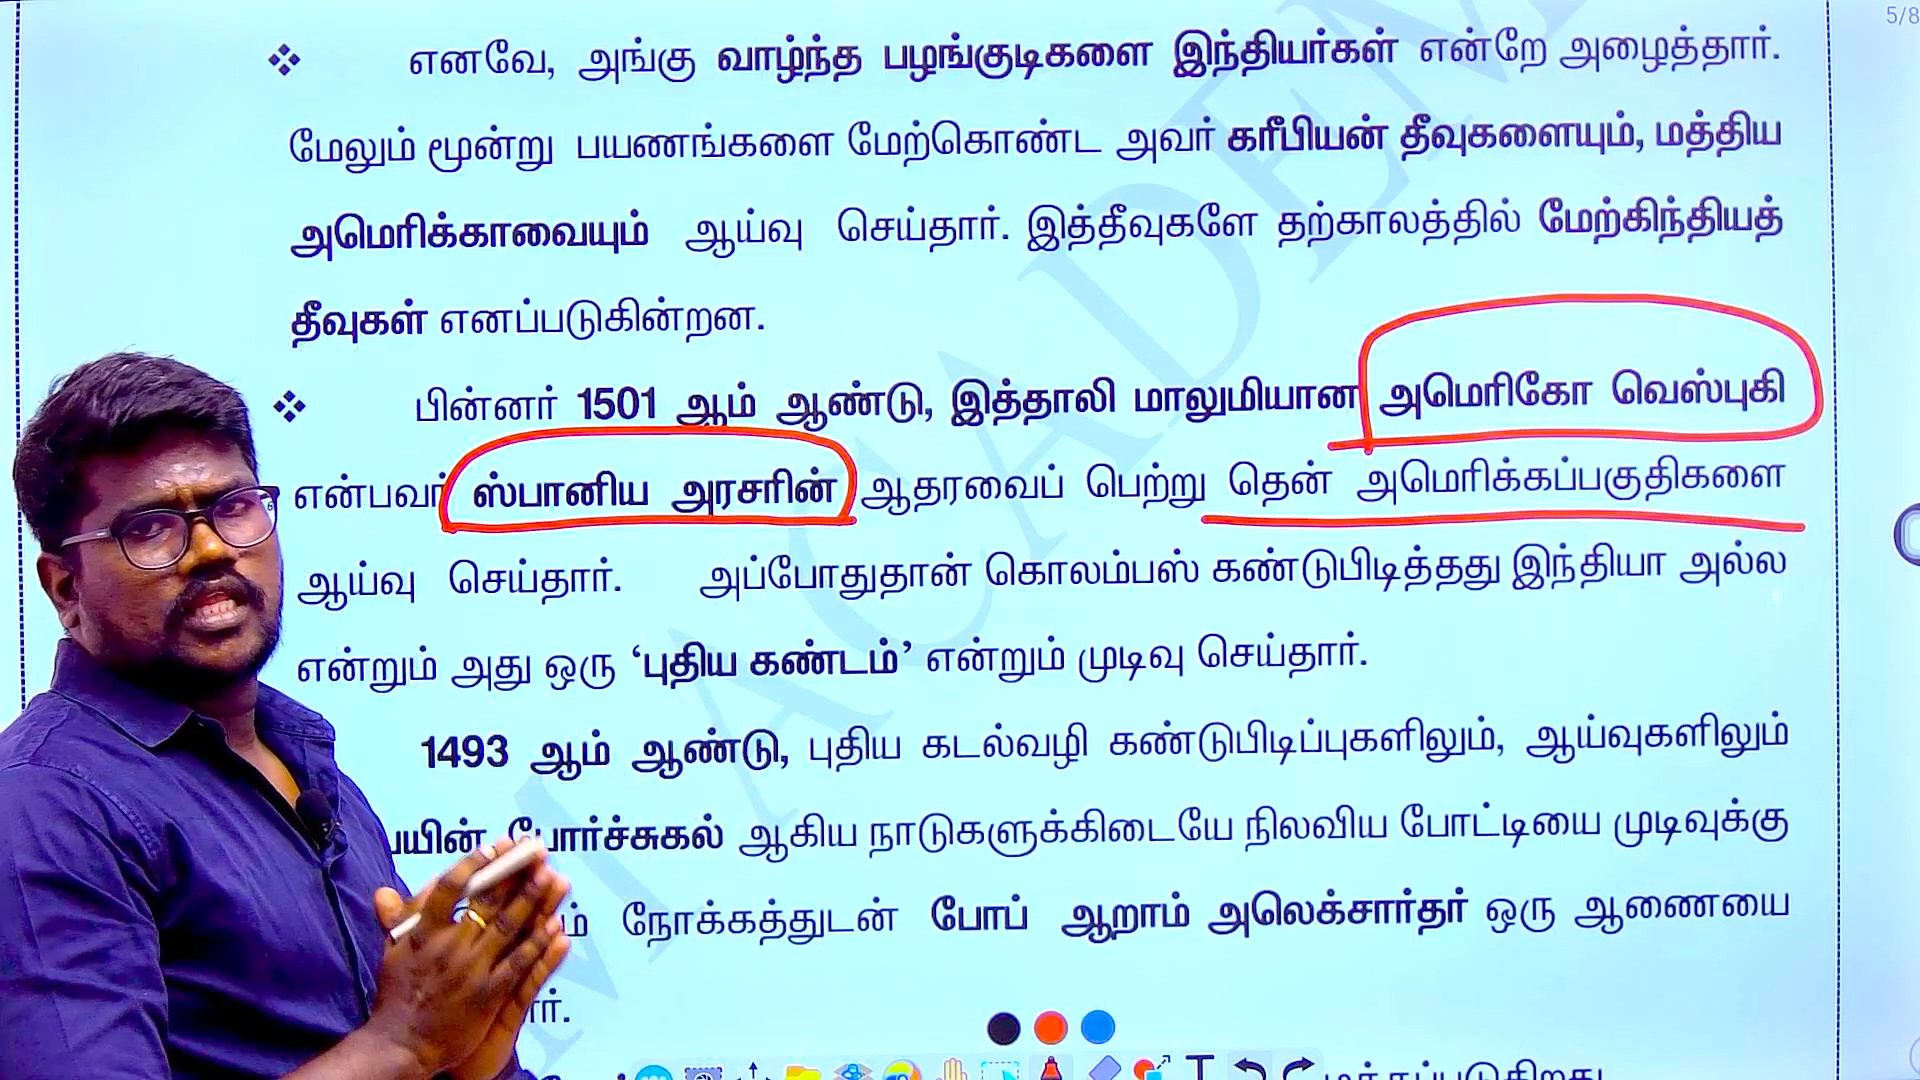 5/8
❖ எனவே, அங்கு வாழ்ந்த பழங்குடிகளை இந்தியர்கள் என்றே அழைத்தார்.
மேலும் மூன்று பயணங்களை மேற்கொண்ட அவர் கரீபியன் தீவுகளையும், மத்திய
அமெரிக்காவையும் ஆய்வு செய்தார். இத்தீவுகளே தற்காலத்தில் மேற்கிந்தியத்
தீவுகள் எனப்படுகின்றன.
❖ பின்னர் 1501 ஆம் ஆண்டு, இத்தாலி மாலுமியான அமெரிகோ வெஸ்புகி
என்பவர் ஸ்பானிய அரசரின் ஆதரவைப் பெற்று தென் அமெரிக்கப்பகுதிகளை
ஆய்வு செய்தார். அப்போதுதான் கொலம்பஸ் கண்டுபிடித்தது இந்தியா அல்ல
என்றும் அது ஒரு ‘புதிய கண்டம்’ என்றும் முடிவு செய்தார்.
1493 ஆம் ஆண்டு, புதிய கடல்வழி கண்டுபிடிப்புகளிலும், ஆய்வுகளிலும்
போர்ச்சுகல் ஆகிய நாடுகளுக்கிடையே நிலவிய போட்டியை முடிவுக்கு
நோக்கத்துடன் போப் ஆறாம் அலெக்சார்தர் ஒரு ஆணையை